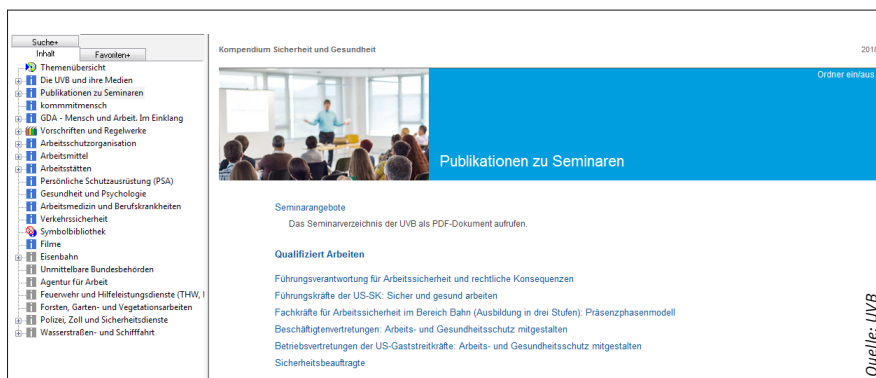 Suche+
Inhalt
Favoriten+
Themenübersicht
Die UVB und ihre Medien
Publikationen zu Seminaren
kommmitmensch
GDA - Mensch und Arbeit. Im Einklang
Vorschriften und Regelwerke
Arbeitsschutzorganisation
Arbeitsmittel
Arbeitsstätten
Persönliche Schutzausrüstung (PSA)
Gesundheit und Psychologie
Arbeitsmedizin und Berufskrankheiten
Verkehrssicherheit
Symbolbibliothek
Filme
Eisenbahn
Unmittelbare Bundesbehörden
Agentur für Arbeit
Feuerwehr und Hilfeleistungsdienste (THW, I
Forsten, Garten- und Vegetationsarbeiten
Polizei, Zoll und Sicherheitsdienste
Wasserstraßen- und Schifffahrt
Kompendium Sicherheit und Gesundheit
2018
Ordner ein/aus
Publikationen zu Seminaren
Seminarangebote
Das Seminarverzeichnis der UVB als PDF-Dokument aufrufen.
Qualifiziert Arbeiten
Führungsverantwortung für Arbeitssicherheit und rechtliche Konsequenzen
Führungskräfte der US-SK: Sicher und gesund arbeiten
Fachkräfte für Arbeitssicherheit im Bereich Bahn (Ausbildung in drei Stufen): Präsenzphasenmodell
Beschäftigtenvertretungen: Arbeits- und Gesundheitsschutz mitgestalten
Betriebsvertretungen der US-Gaststreitkräfte: Arbeits- und Gesundheitsschutz mitgestalten
Sicherheitsbeauftragte
Quelle: UVB